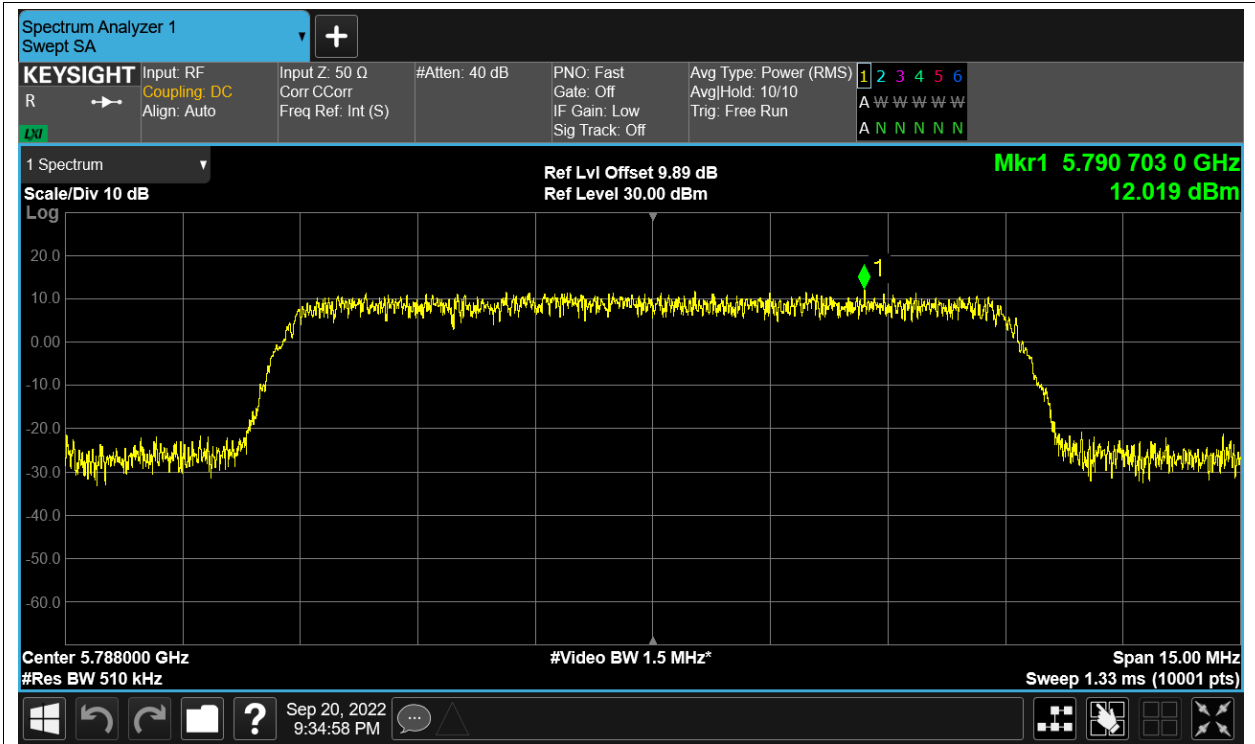 Spectrum Analyzer 1
Swept SA
KEYSIGHT
R
LXI
Input: RF
Coupling: DC
Align: Auto
Input Z: 50 Ω
Corr CCorr
Freq Ref: Int (S)
#Atten: 40 dB
PNO: Fast
Gate: Off
IF Gain: Low
Sig Track: Off
Avg Type: Power (RMS)
Avg|Hold: 10/10
Trig: Free Run
1 2 3 4 5 6
A W W W W W
A N N N N N
1 Spectrum
Scale/Div 10 dB
Log
Ref Lvl Offset 9.89 dB
Ref Level 30.00 dBm
Mkr1 5.790 703 0 GHz
12.019 dBm
1
20.0
10.0
0.00
-10.0
-20.0
-30.0
-40.0
-50.0
-60.0
Center 5.788000 GHz
#Res BW 510 kHz
#Video BW 1.5 MHz*
Span 15.00 MHz
Sweep 1.33 ms (10001 pts)
?
Sep 20, 2022
9:34:58 PM